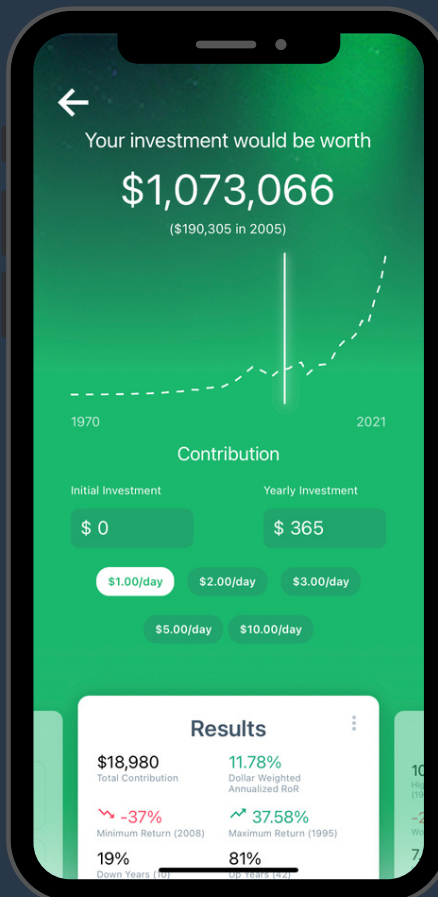 Your investment would be worth
$1,073,066
($190,305 in 2005)
1970 2021
Contribution
Initial Investment Yearly Investment
$ 0 $ 365
$1.00/day $2.00/day $3.00/day
$5.00/day $10.00/day
Results
$18,980 11.78%
Total Contribution Dollar Weighted
Annualized RoR
-37% 37.58%
Minimum Return (2008) Maximum Return (1995)
19% 81%
Down Years (10) Up Years (42)